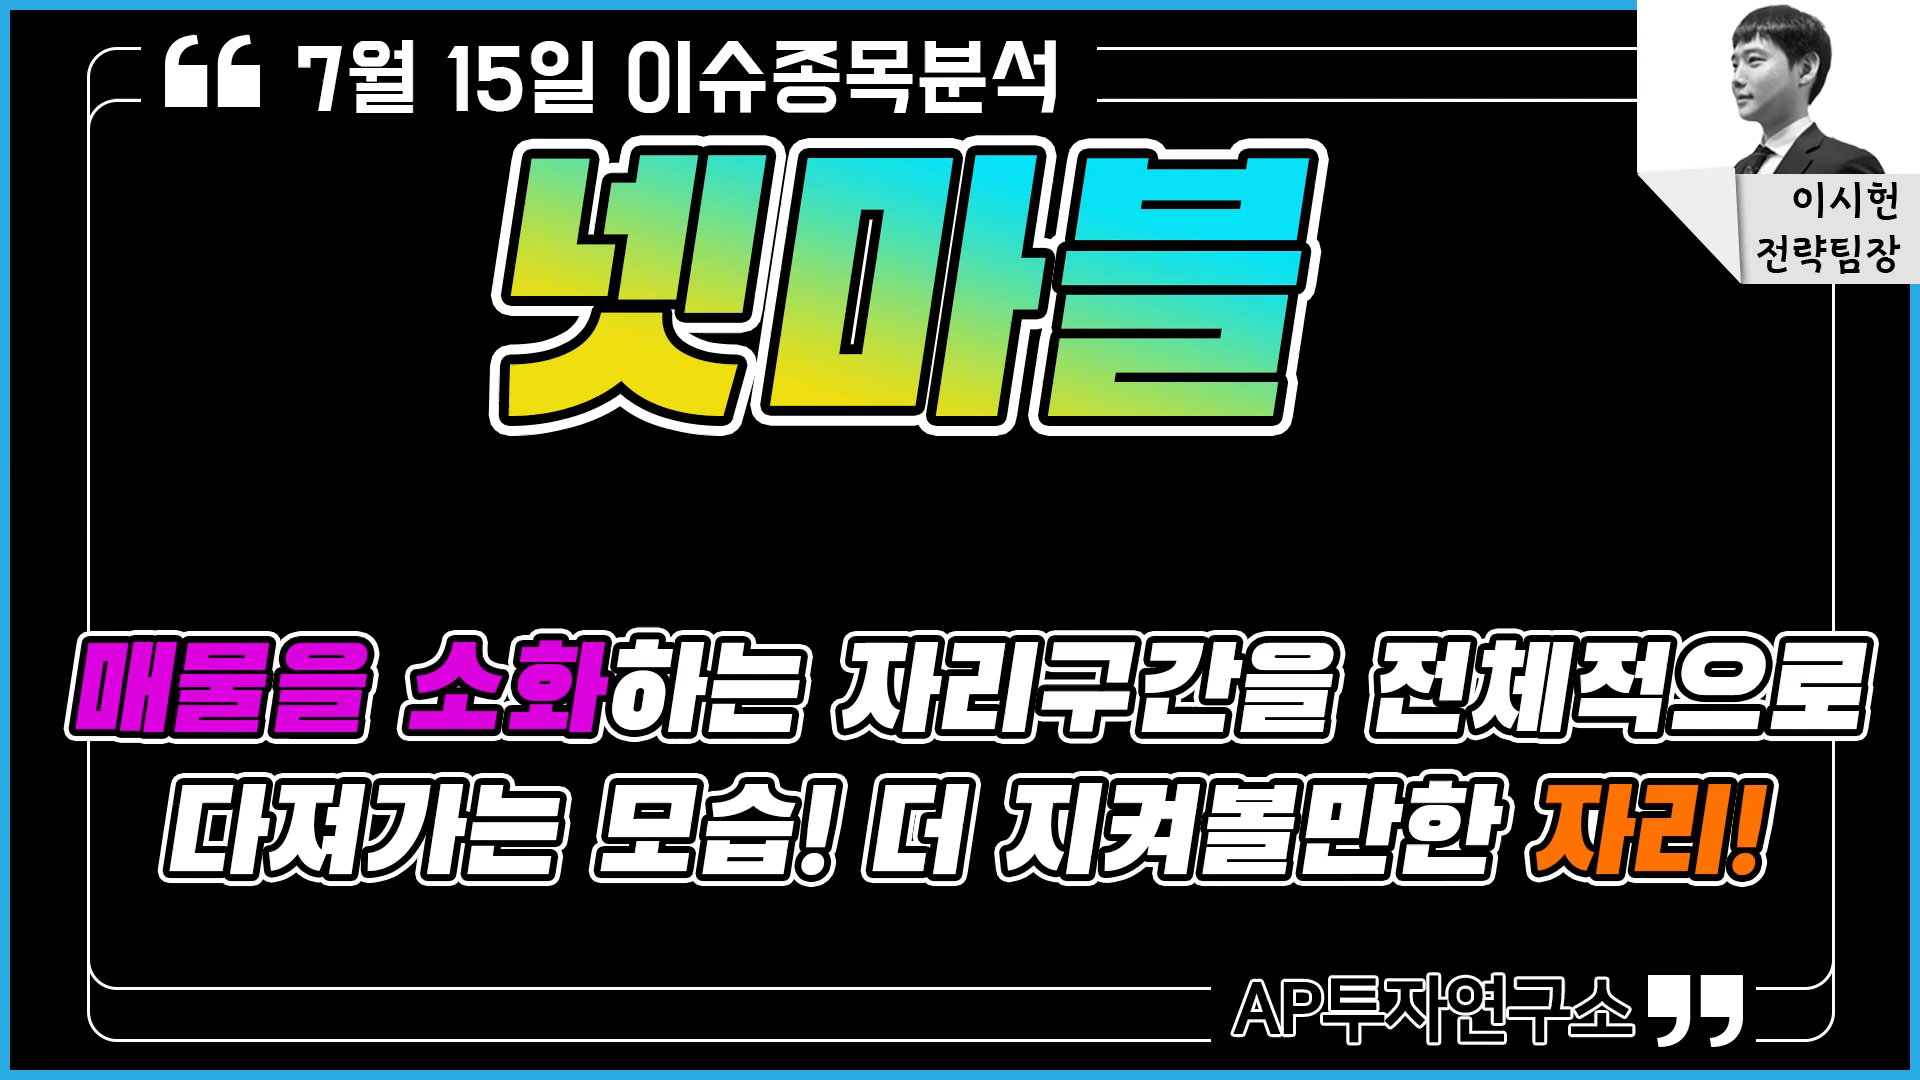 7월 15일 이슈종목분석
이시헌
전략팀장
넷마블
매물을 소화하는 자리구간을 전체적으로
다져가는 모습! 더 지켜볼만한 자리!
AP투자연구소